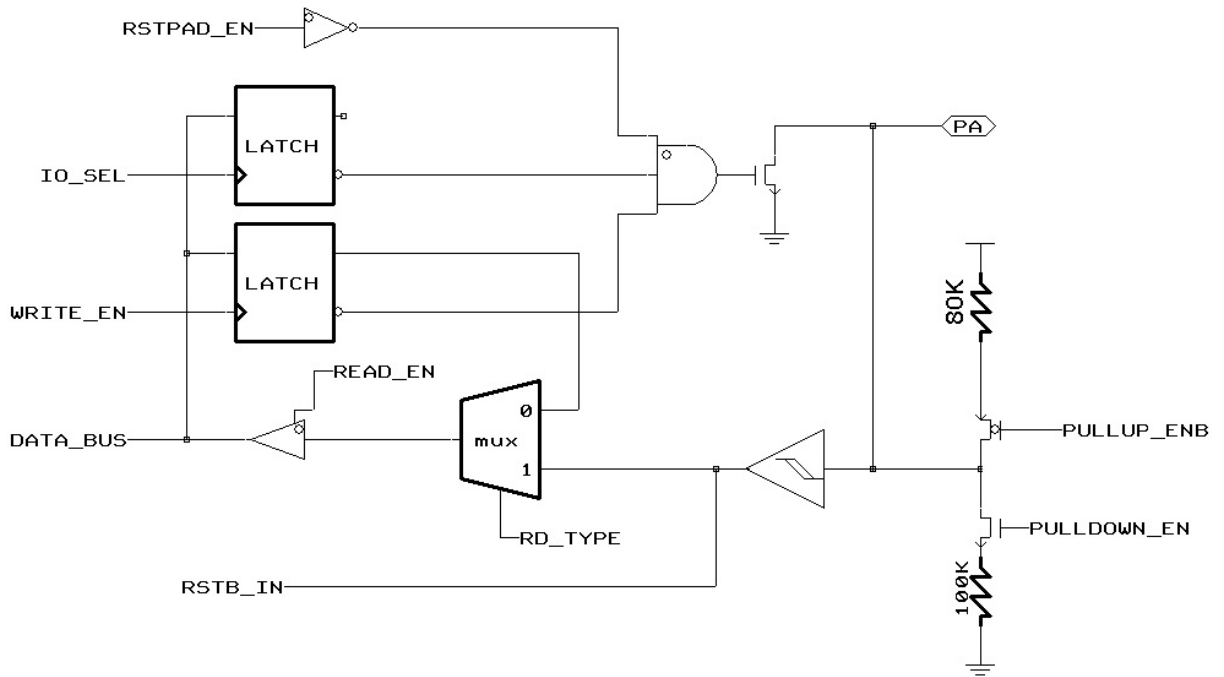 RSTPAD_EN
LATCH
PA
IO_SEL
LATCH
80K
WRITE_EN
READ_EN
0
DATA_BUS
mux
PULLUP_ENB
1
RD_TYPE
PULLDOWN_EN
RSTB_IN
100K